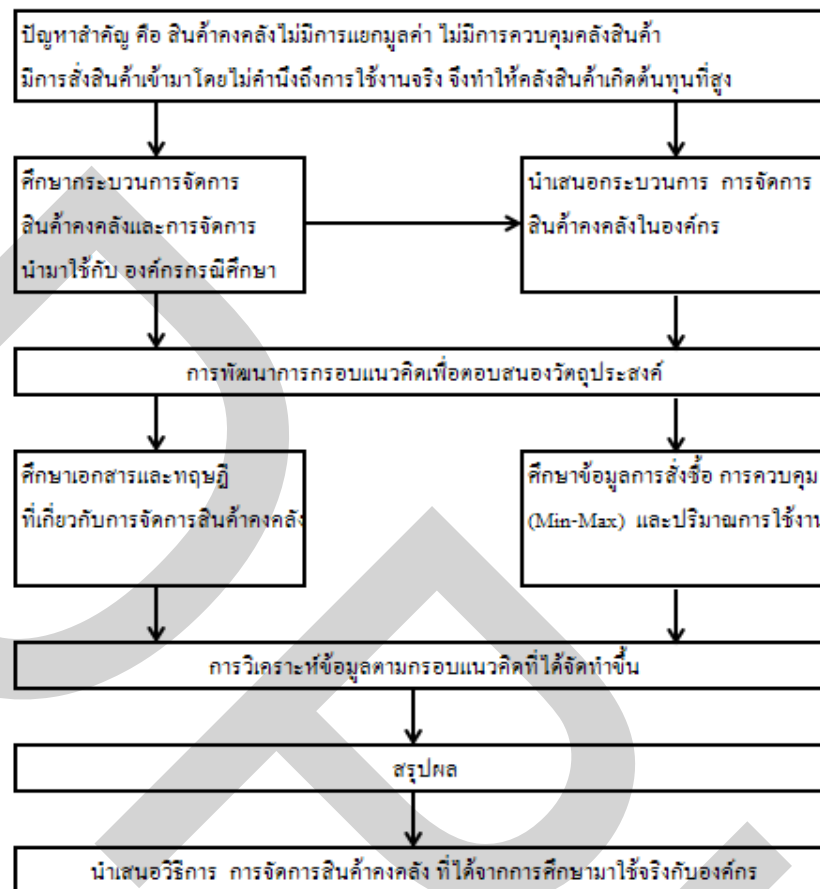 ปัญหาสำคัญ คือ สินค้าคงคลังไม่มีการแยกมูลค่า ไม่มีการควบคุมคลังสินค้า
มีการสั่งสินค้าเข้ามาโดยไม่คำนึงถึงการใช้งานจริง จึงทำให้คลังสินค้าเกิดต้นทุนที่สูง
ศึกษากระบวนการจัดการ
สินค้าคงคลังและการจัดการ
นำมาใช้กับ องค์กรกรณีศึกษา
นำเสนอกระบวนการ การจัดการ
สินค้าคงคลังในองค์กร
การพัฒนาการกรอบแนวคิดเพื่อตอบสนองวัตถุประสงค์
ศึกษาเอกสารและทฤษฎี
ที่เกี่ยวกับการจัดการสินค้าคงคลัง
ศึกษาข้อมูลการสั่งซื้อ การควบคุม
(Min-Max) และปริมาณการใช้งาน
การวิเคราะห์ข้อมูลตามกรอบแนวคิดที่ได้จัดทำขึ้น
สรุปผล
นำเสนอวิธีการ การจัดการสินค้าคงคลัง ที่ได้จากการศึกษามาใช้จริงกับองค์กร